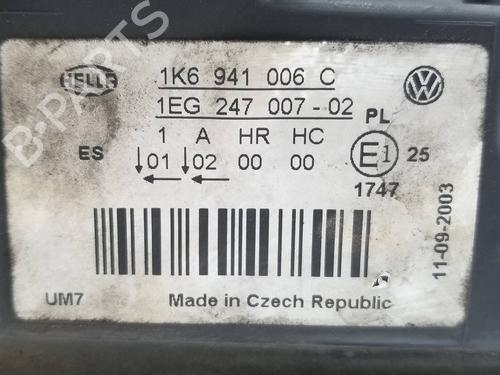 B-PARTS
HELLA
1K6 941 006 C
1EG 247 007-02
PL
1 A HR HC
ES
01 02 00 00
E1 25
1747
11-09-2003
UM7
Made in Czech Republic